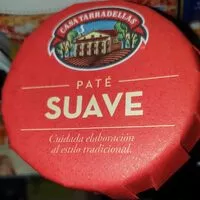 CASA TARRADELLAS
PATÉ
SUAVE
Cuidada elaboración
al estilo tradicional.